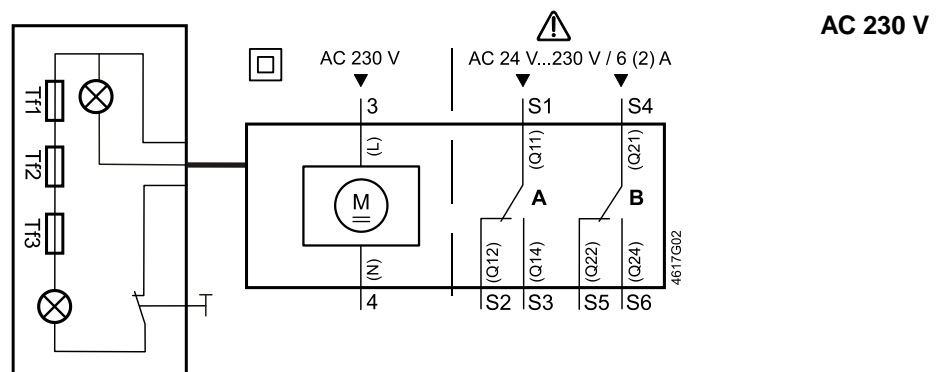 AC 230 V
AC 230 V
AC 24 V...230 V / 6 (2) A
3
S1
S4
Tf1
Tf2
Tf3
(L)
(Q11)
(Q21)
M
A
B
(N)
(Q12)
(Q14)
(Q22)
(Q24)
4
S2
S3
S5
S6
4617G02